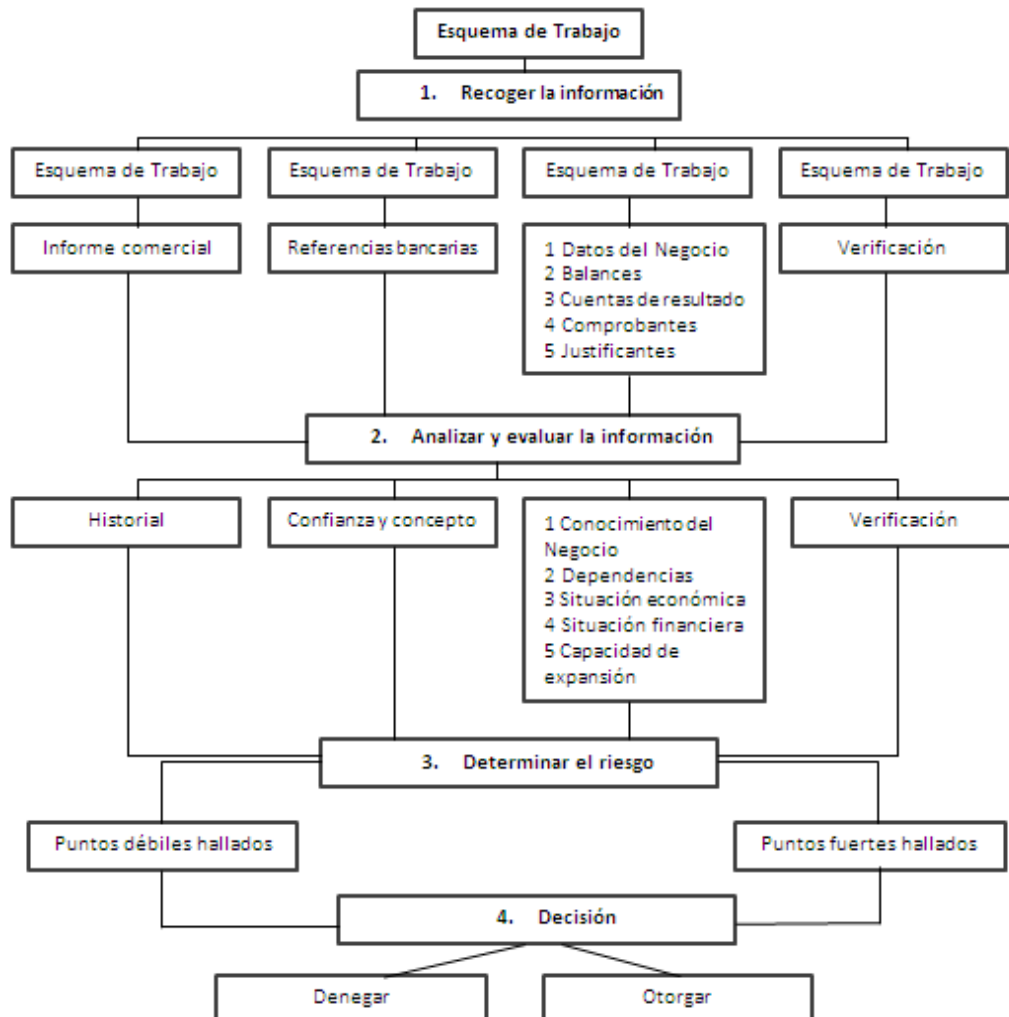 Esquema de Trabajo
1. Recoger la información
Esquema de Trabajo
Esquema de Trabajo
Esquema de Trabajo
Esquema de Trabajo
Informe comercial
Referencias bancarias
1 Datos del Negocio
2 Balances
3 Cuentas de resultado
4 Comprobantes
5 Justificantes
Verificación
2. Analizar y evaluar la información
Historial
Confianza y concepto
1 Conocimiento del
Negocio
2 Dependencias
3 Situación económica
4 Situación financiera
5 Capacidad de
expansión
Verificación
3. Determinar el riesgo
Puntos débiles hallados
Puntos fuertes hallados
4. Decisión
Denegar
Otorgar